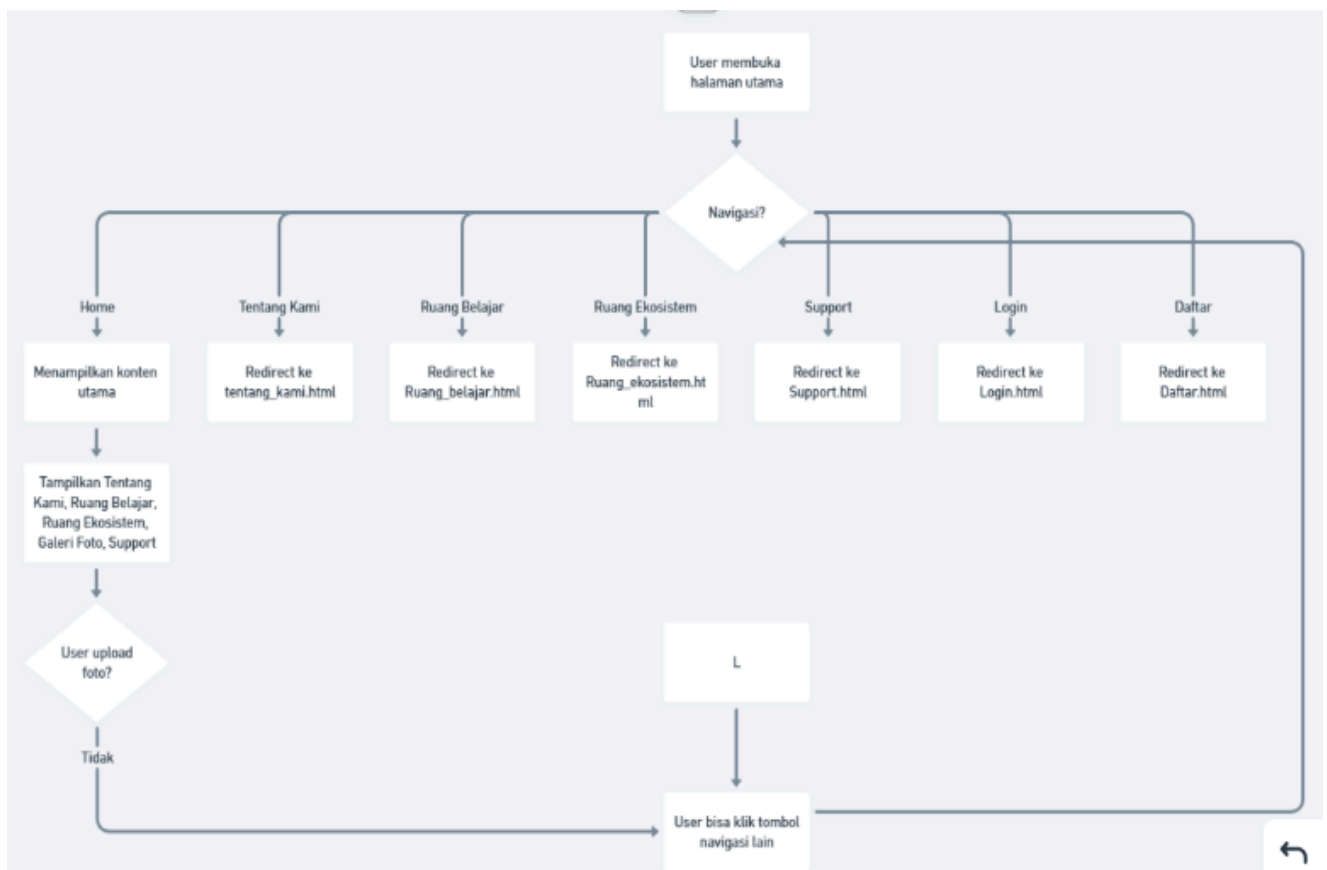 User membuka
halaman utama
Navigasi?
Home
Tentang Kami
Ruang Belajar
Ruang Ekosistem
Support
Login
Daftar
Menampilkan konten
utama
Redirect ke
tentang_kami.html
Redirect ke
Ruang_belajar.html
Redirect ke
Ruang_ekosistem.ht
ml
Redirect ke
Support.html
Redirect ke
Login.html
Redirect ke
Daftar.html
Tampilkan Tentang
Kami, Ruang Belajar,
Ruang Ekosistem,
Galeri Foto, Support
User upload
foto?
L
Tidak
User bisa klik tombol
navigasi lain